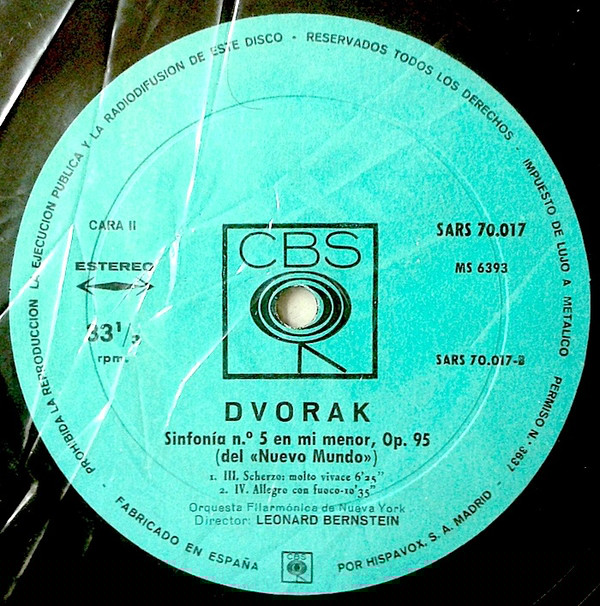 PROHIBIDA LA REPRODUCCION LA EJECUCION PUBLICA Y LA RADIODIFUSION DE ESTE DISCO - RESERVADOS TODOS LOS DERECHOS - IMPUESTO DE LUJO A METALICO PERMISO N.º 3637
CARA II
ESTEREO
33 1/3
rpm.
CBS
SARS 70.017
MS 6393
SARS 70.017-B
DVORAK
Sinfonía n.º 5 en mi menor, Op. 95
(del «Nuevo Mundo»)
1. III. Scherzo: molto vivace 6'25"
2. IV. Allegro con fuoco-10'35"
Orquesta Filarmónica de Nueva York
Director: LEONARD BERNSTEIN
CBS
- FABRICADO EN ESPAÑA POR HISPAVOX, S. A. MADRID -